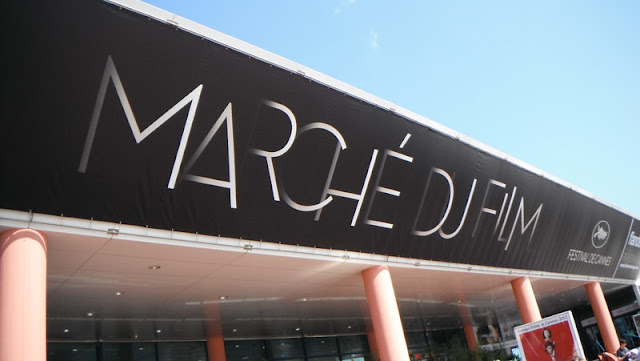 MARCHÉ DU FILM
FESTIVAL DE CANNES